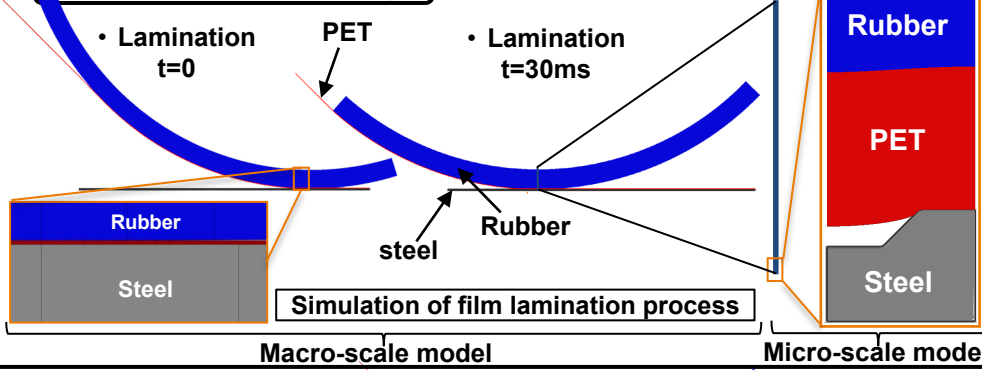 • Lamination
t=0
PET
• Lamination
t=30ms
Rubber
PET
Steel
Rubber
steel
Rubber
Steel
Simulation of film lamination process
Macro-scale model
Micro-scale mode